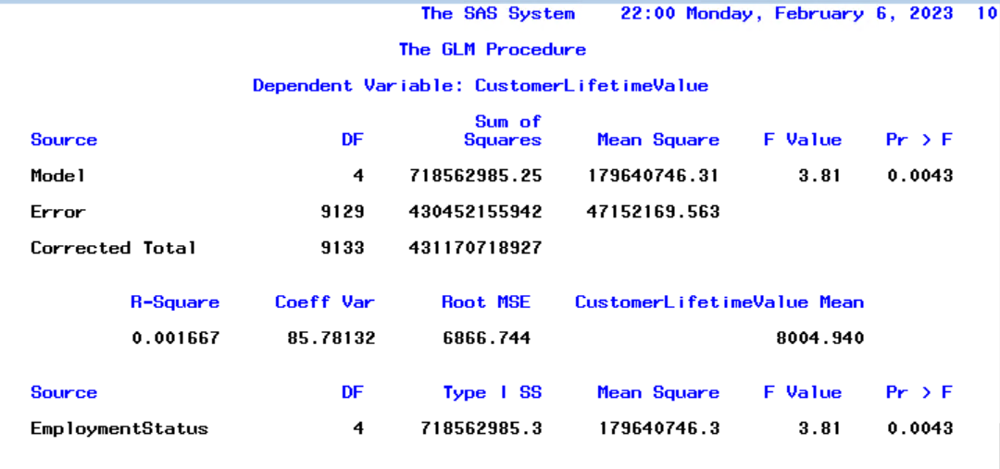 The SAS System 22:00 Monday, February 6, 2023 10
The GLM Procedure
Dependent Variable: CustomerLifetimeValue
Sum of
Source DF Squares Mean Square F Value Pr > F
Model 4 718562985.25 179640746.31 3.81 0.0043
Error 9129 430452155942 47152169.563
Corrected Total 9133 431170718927
R-Square Coeff Var Root MSE CustomerLifetimeValue Mean
0.001667 85.78132 6866.744 8004.940
Source DF Type I SS Mean Square F Value Pr > F
EmploymentStatus 4 718562985.3 179640746.3 3.81 0.0043